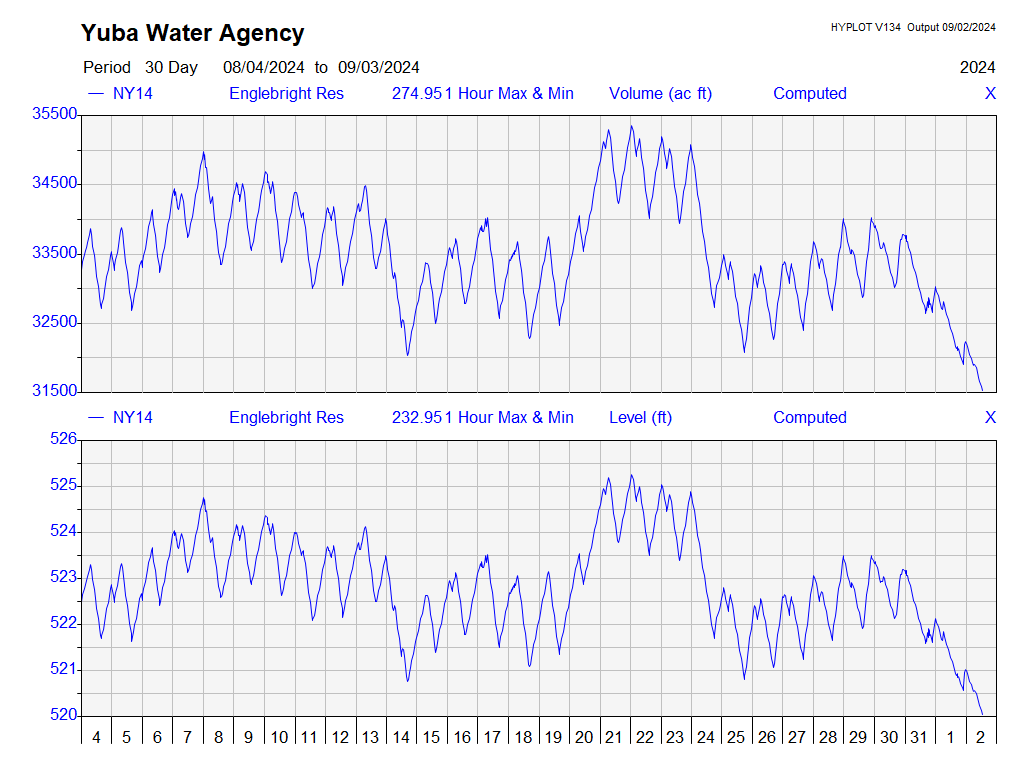 Yuba Water Agency
HYPLOT V134 Output 09/02/2024
Period 30 Day 08/04/2024 to 09/03/2024 2024
NY14 Englebright Res 274.951 Hour Max & Min Volume (ac ft) Computed X
35500
34500
33500
32500
31500
NY14 Englebright Res 232.951 Hour Max & Min Level (ft) Computed X
526
525
524
523
522
521
520
4 5 6 7 8 9 10 11 12 13 14 15 16 17 18 19 20 21 22 23 24 25 26 27 28 29 30 31 1 2